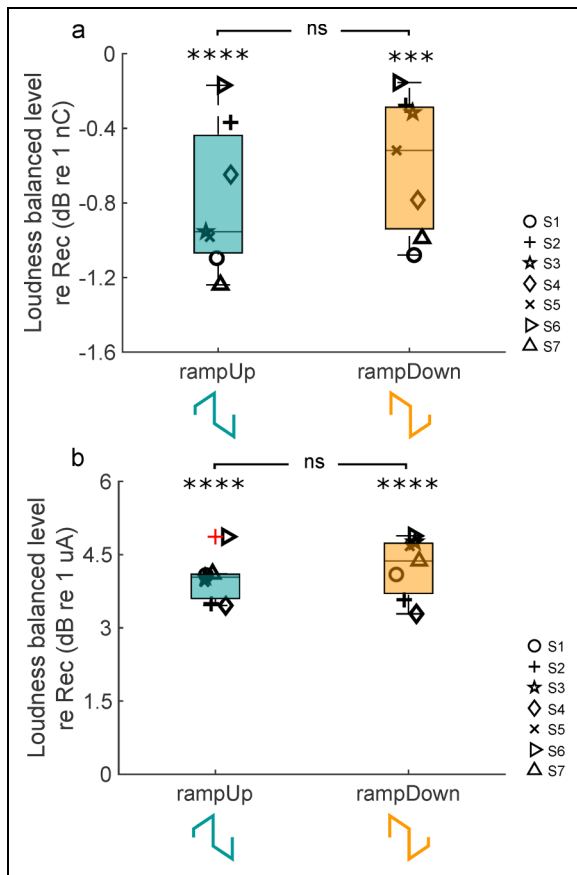 a
ns
****
***
0
-0.4
-0.8
-1.2
-1.6
Loudness balanced level
re Rec (dB re 1 nC)
rampUp
rampDown
S1
S2
S3
S4
S5
S6
S7
b
ns
****
****
6
4.5
3
1.5
0
Loudness balanced level
re Rec (dB re 1 uA)
rampUp
rampDown
S1
S2
S3
S4
S5
S6
S7